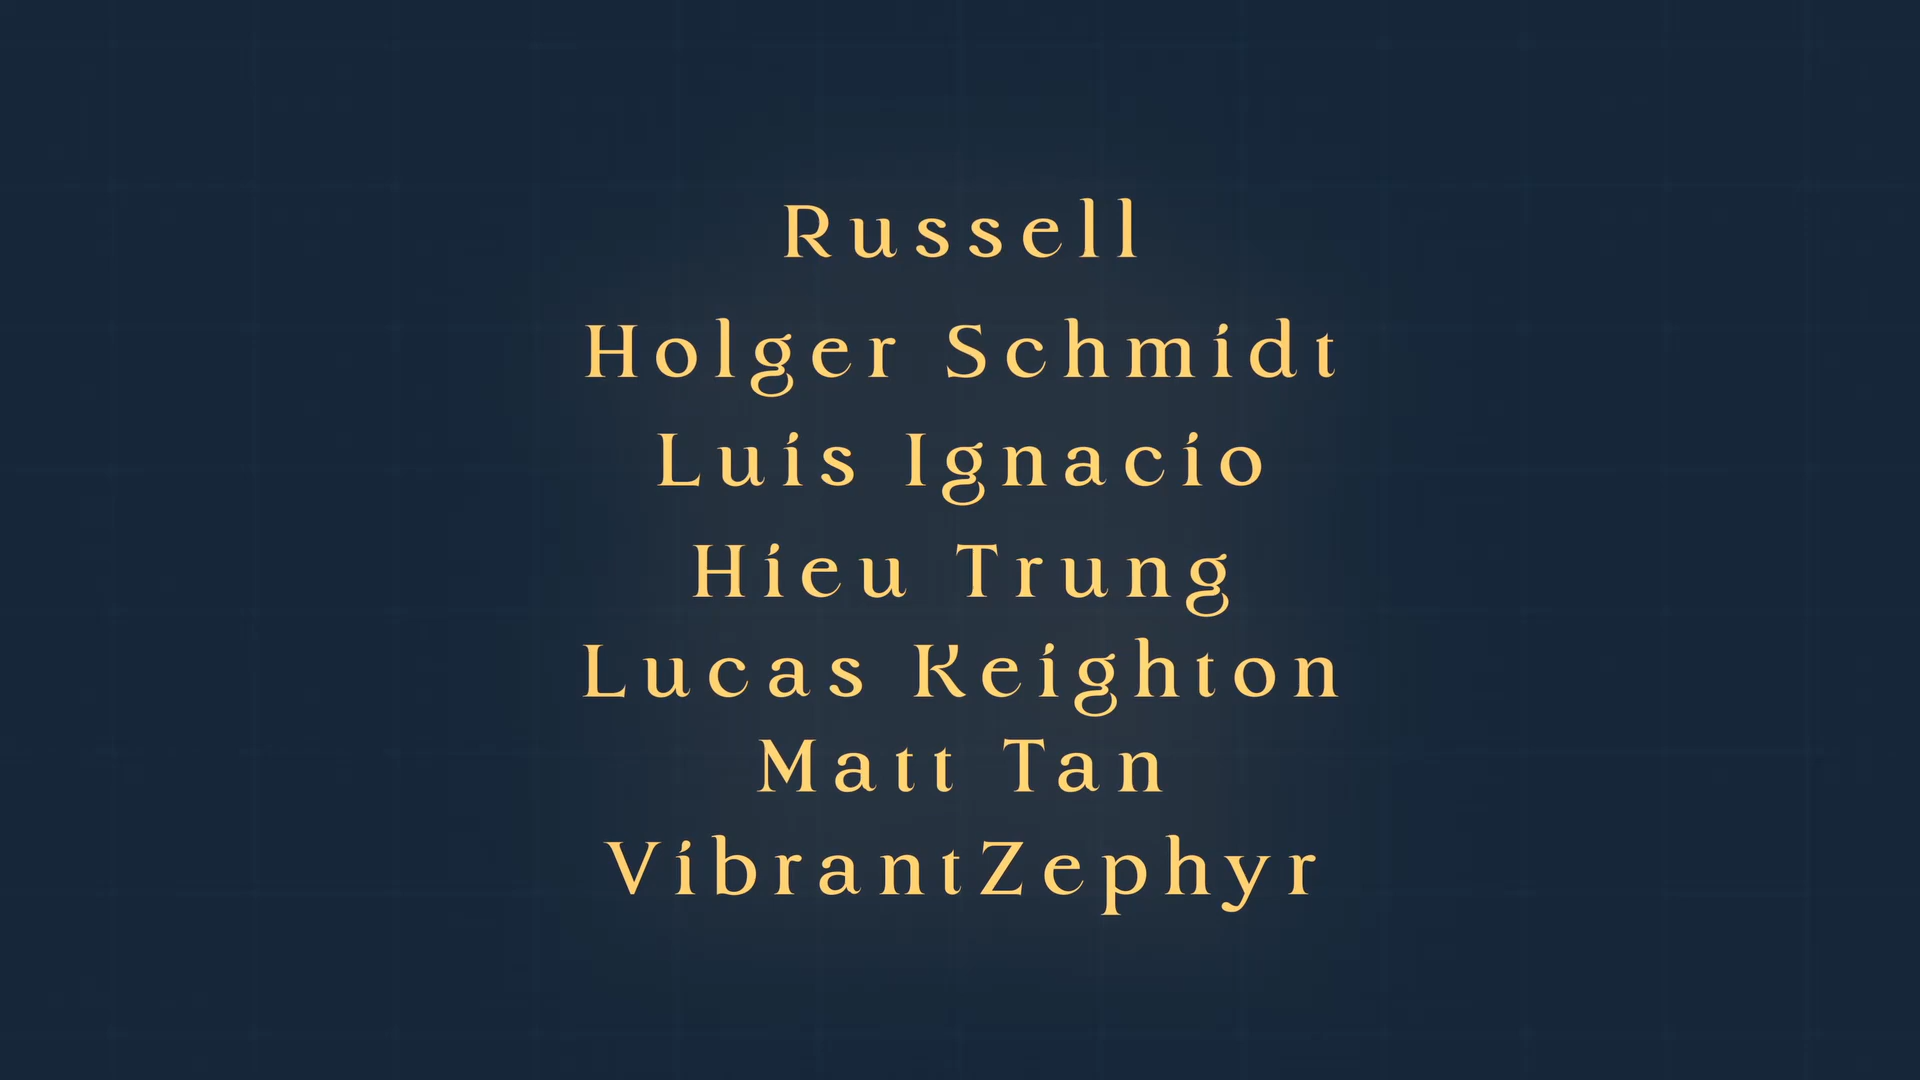 Russell
Holger Schmidt
Luis Ignacio
Hieu Trung
Lucas Keighton
Matt Tan
VibrantZephyr